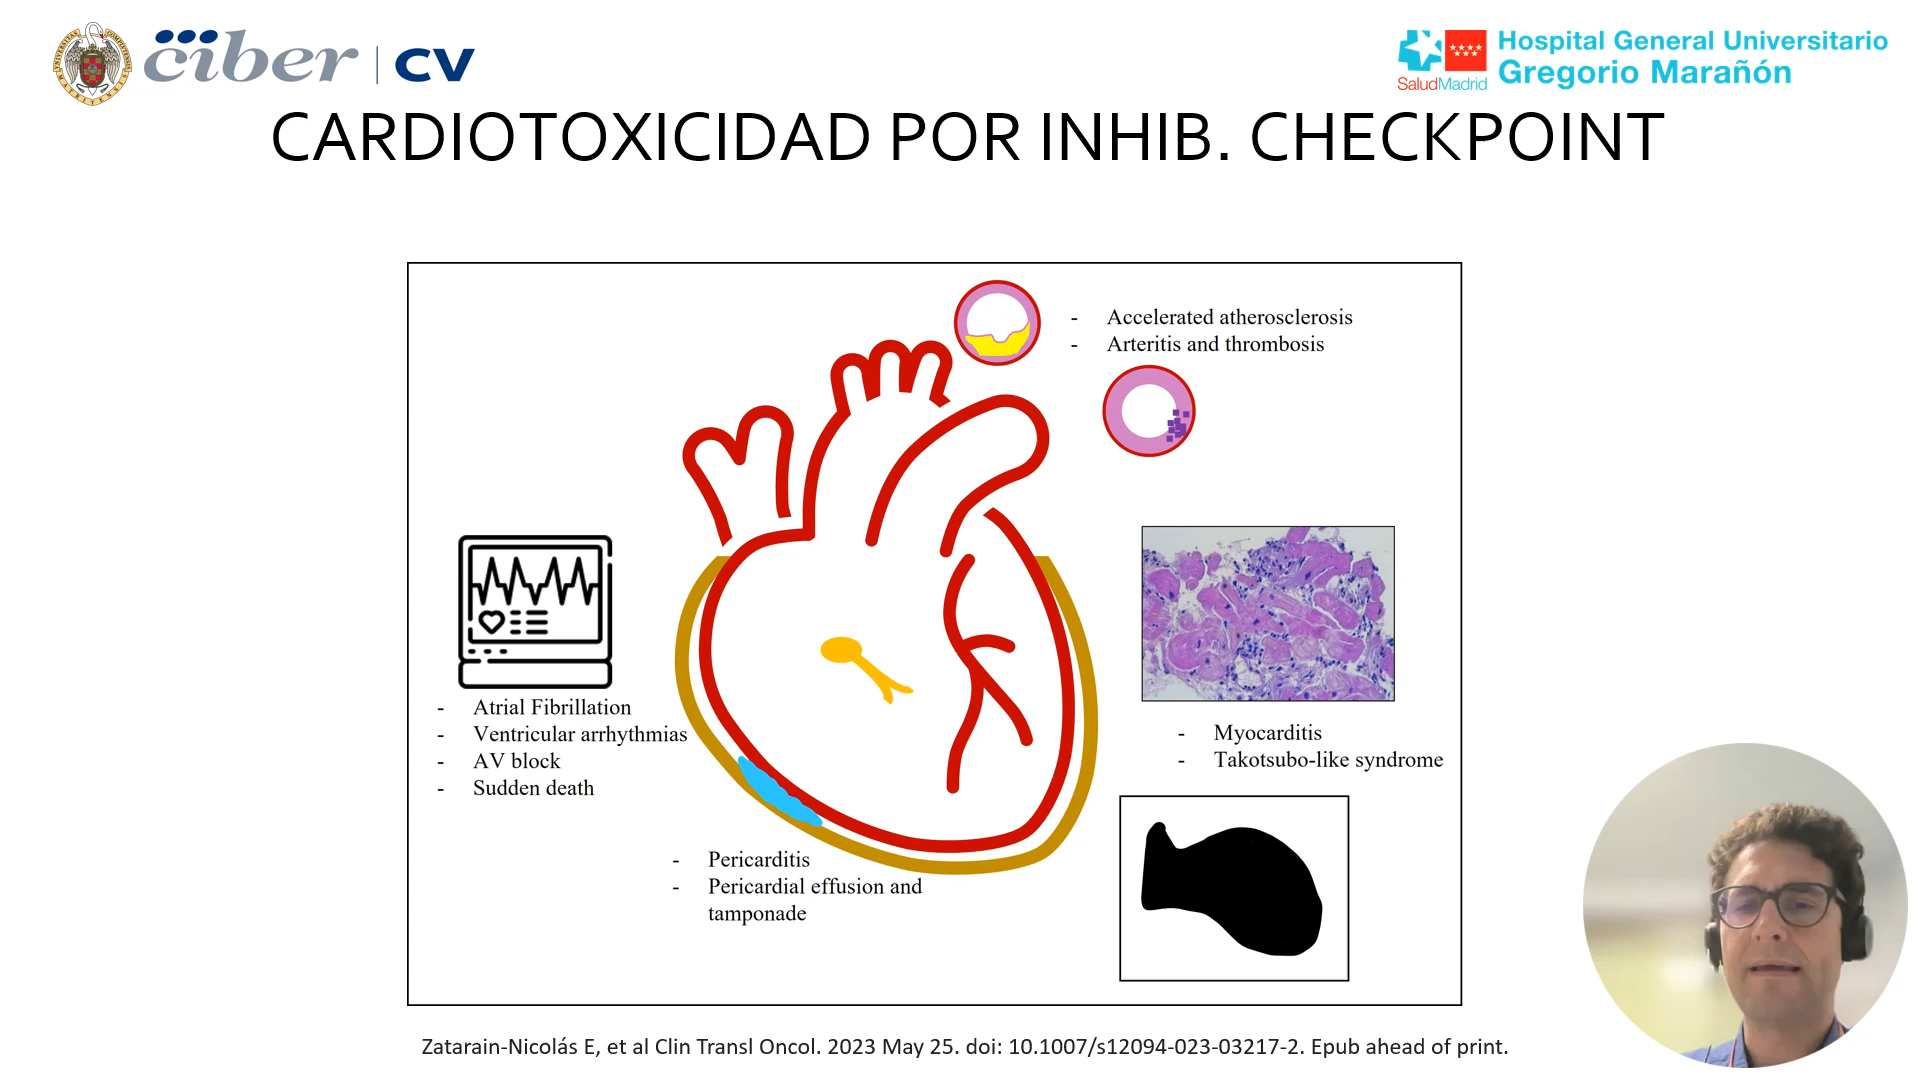 ciber | CV
SaludMadrid
Hospital General Universitario
Gregorio Marañón
CARDIOTOXICIDAD POR INHIB. CHECKPOINT
- Accelerated atherosclerosis
- Arteritis and thrombosis
- Atrial Fibrillation
- Ventricular arrhythmias
- AV block
- Sudden death
- Myocarditis
- Takotsubo-like syndrome
- Pericarditis
- Pericardial effusion and
tamponade
Zatarain-Nicolás E, et al Clin Transl Oncol. 2023 May 25. doi: 10.1007/s12094-023-03217-2. Epub ahead of print.